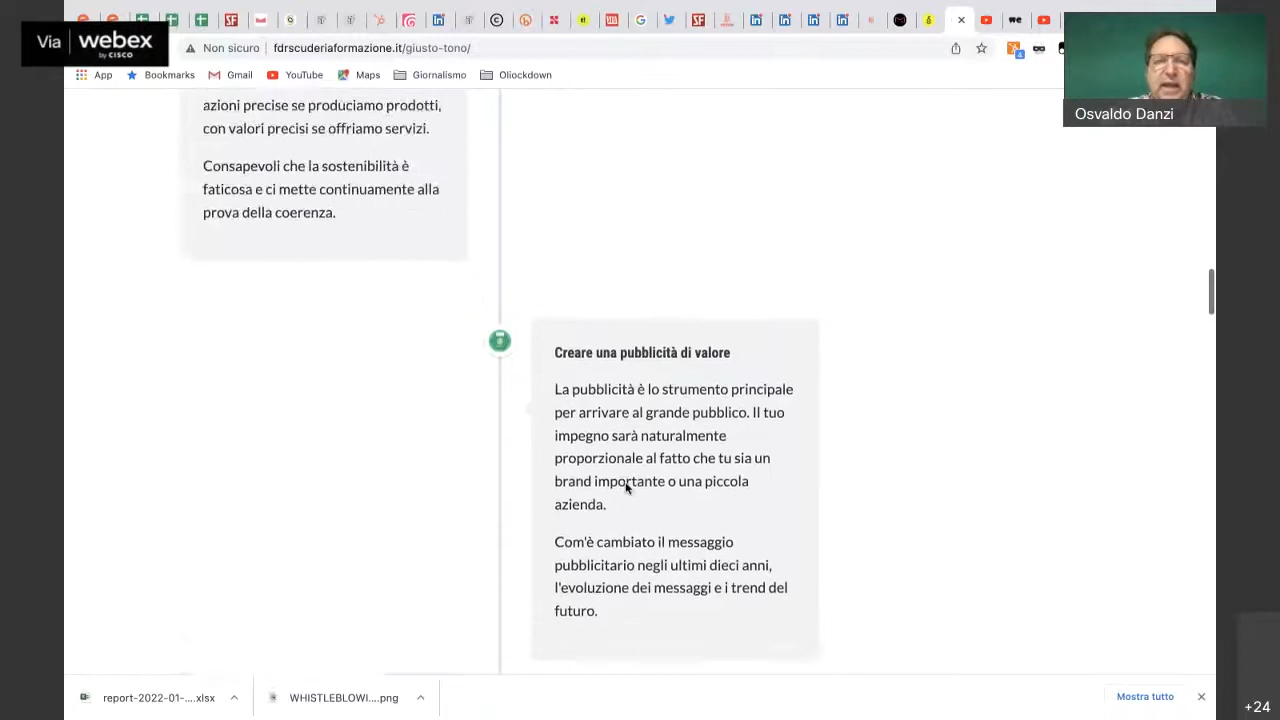 Via webex
by CISCO
Non sicuro fdrscuderiaformazione.it/giusto-tono/
App Bookmarks Gmail YouTube Maps Giornalismo Oliockdown
Osvaldo Danzi
azioni precise se produciamo prodotti,
con valori precisi se offriamo servizi.
Consapevoli che la sostenibilità è
faticosa e ci mette continuamente alla
prova della coerenza.
Creare una pubblicità di valore
La pubblicità è lo strumento principale
per arrivare al grande pubblico. Il tuo
impegno sarà naturalmente
proporzionale al fatto che tu sia un
brand importante o una piccola
azienda.
Com'è cambiato il messaggio
pubblicitario negli ultimi dieci anni,
l'evoluzione dei messaggi e i trend del
futuro.
report-2022-01-....xlsx WHISTLEBLOWI....png Mostra tutto
+24